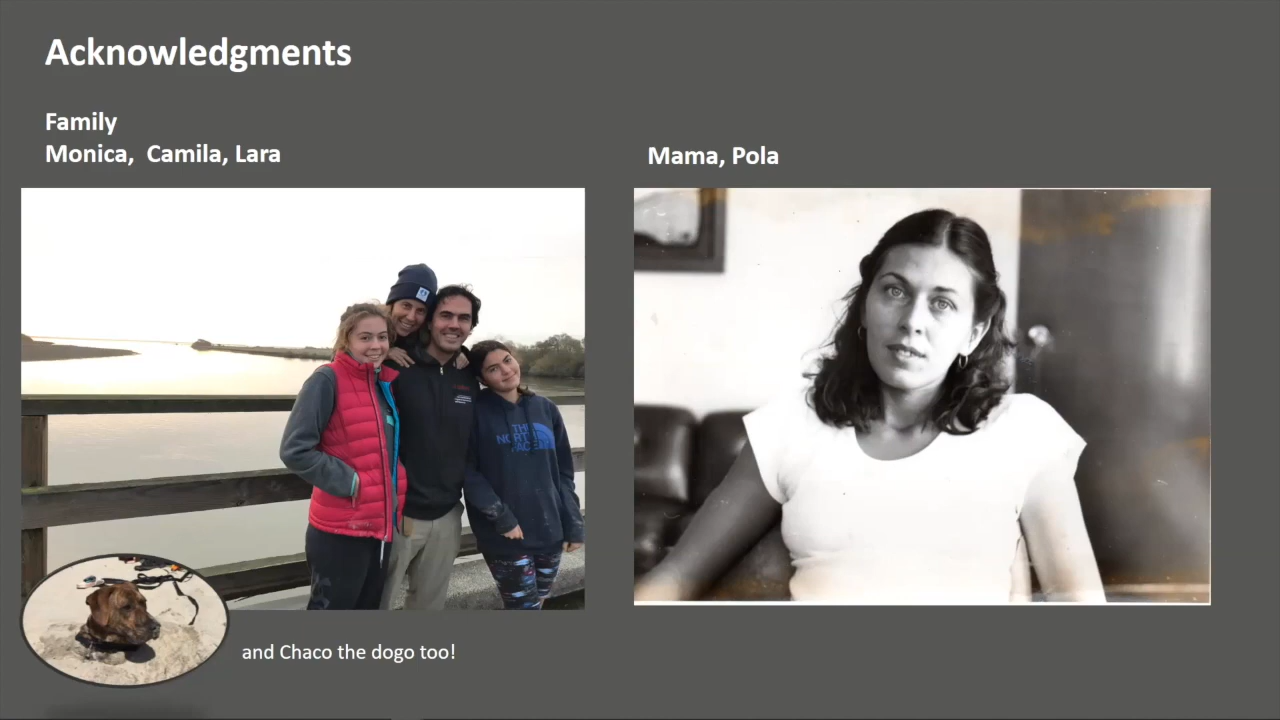 Acknowledgments
Family
Monica, Camila, Lara
Mama, Pola
THE
NORTH
FACE
and Chaco the dogo too!